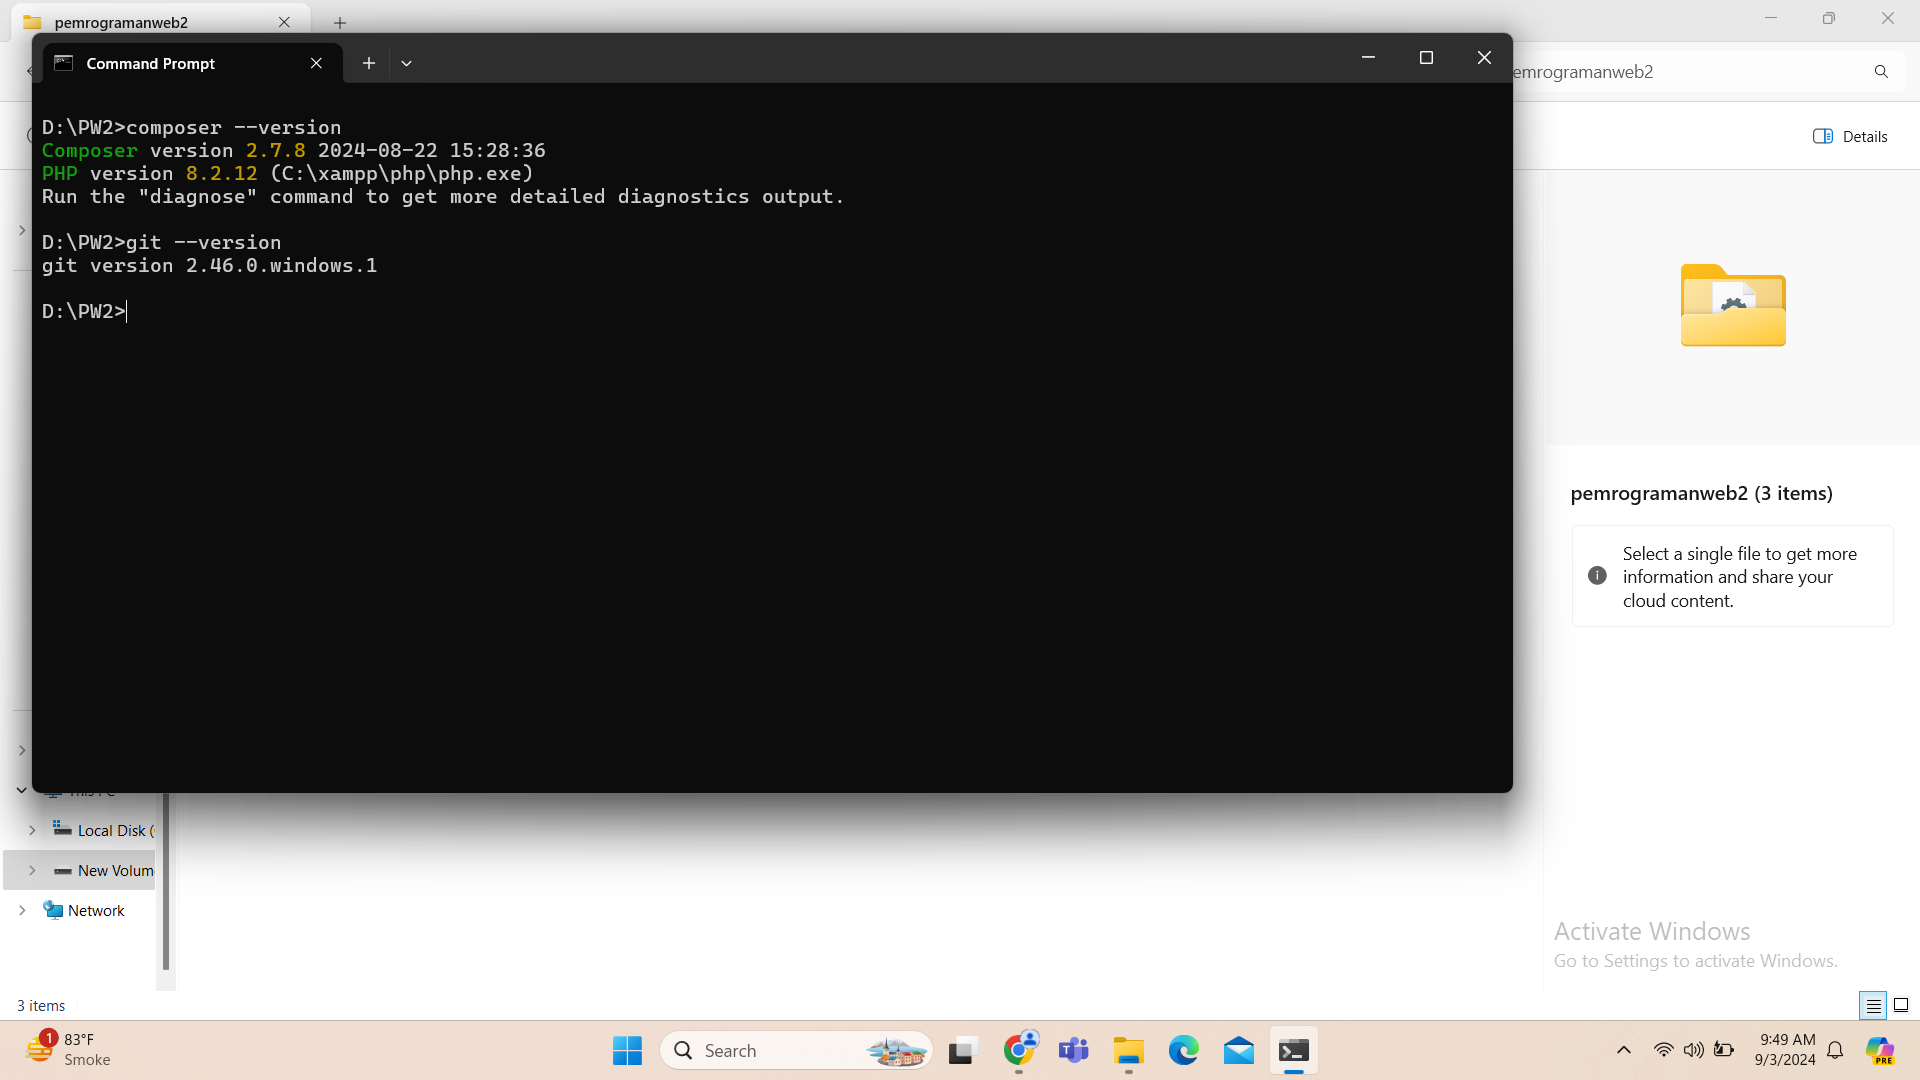 pemrogramanweb2
Command Prompt
emrogramanweb2
Details
D:\PW2>composer --version
Composer version 2.7.8 2024-08-22 15:28:36
PHP version 8.2.12 (C:\xampp\php\php.exe)
Run the "diagnose" command to get more detailed diagnostics output.
D:\PW2>git --version
git version 2.46.0.windows.1
D:\PW2>
pemrogramanweb2 (3 items)
Select a single file to get more
information and share your
cloud content.
This PC
Local Disk (
New Volum
Network
Activate Windows
Go to Settings to activate Windows.
3 items
1
83°F
Smoke
Search
9:49 AM
9/3/2024
PRE